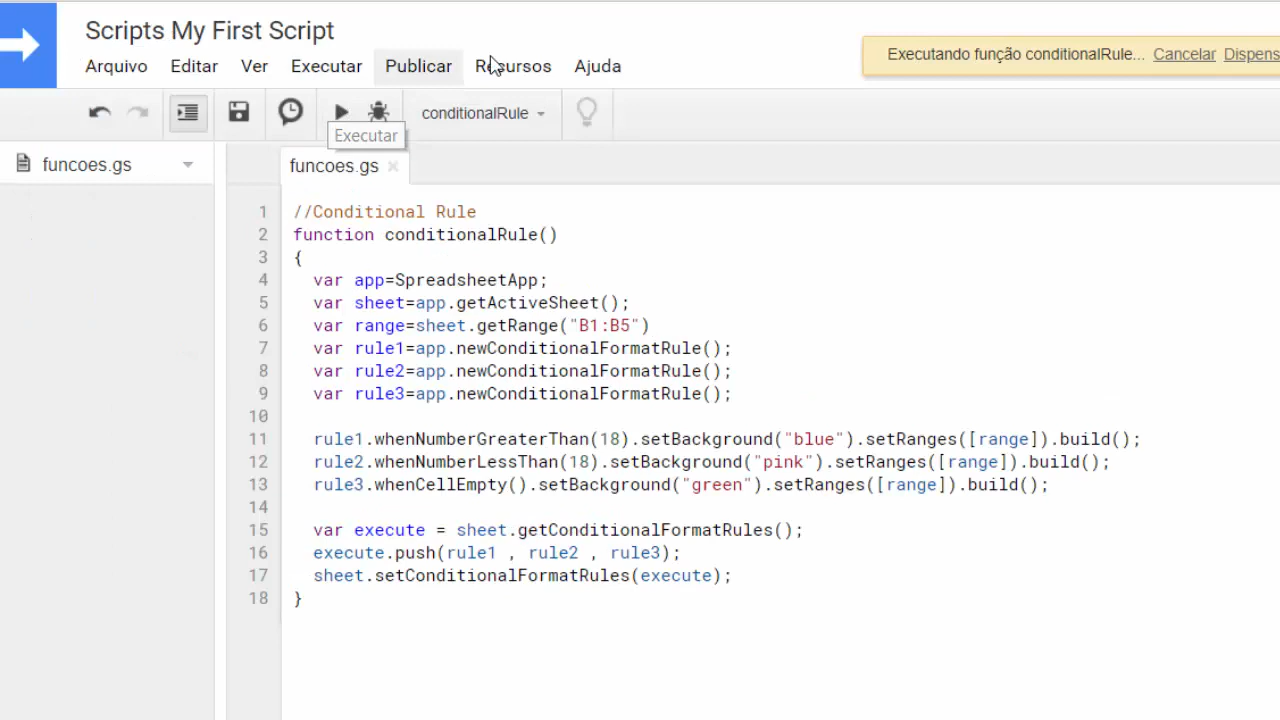 Scripts My First Script
Arquivo Editar Ver Executar Publicar Recursos Ajuda
Executando função conditionalRule... Cancelar Dispens
conditionalRule
Executar
funcoes.gs
funcoes.gs ×
1 //Conditional Rule
2 function conditionalRule()
3 {
4 var app=SpreadsheetApp;
5 var sheet=app.getActiveSheet();
6 var range=sheet.getRange("B1:B5")
7 var rule1=app.newConditionalFormatRule();
8 var rule2=app.newConditionalFormatRule();
9 var rule3=app.newConditionalFormatRule();
10
11 rule1.whenNumberGreaterThan(18).setBackground("blue").setRanges([range]).build();
12 rule2.whenNumberLessThan(18).setBackground("pink").setRanges([range]).build();
13 rule3.whenCellEmpty().setBackground("green").setRanges([range]).build();
14
15 var execute = sheet.getConditionalFormatRules();
16 execute.push(rule1 , rule2 , rule3);
17 sheet.setConditionalFormatRules(execute);
18 }